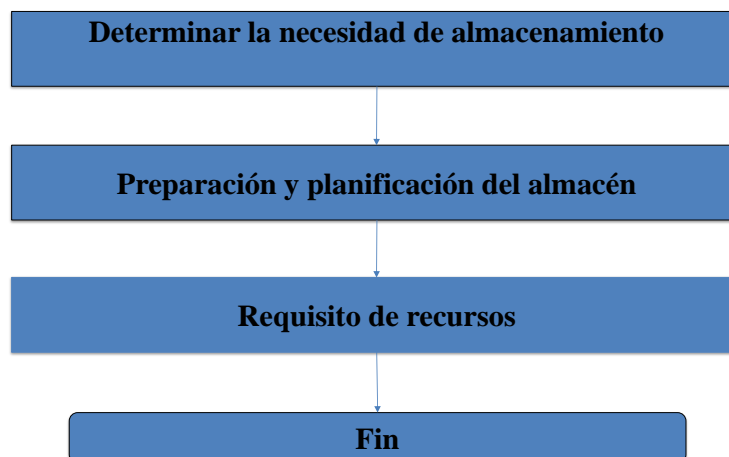 Determinar la necesidad de almacenamiento
Preparación y planificación del almacén
Requisito de recursos
Fin